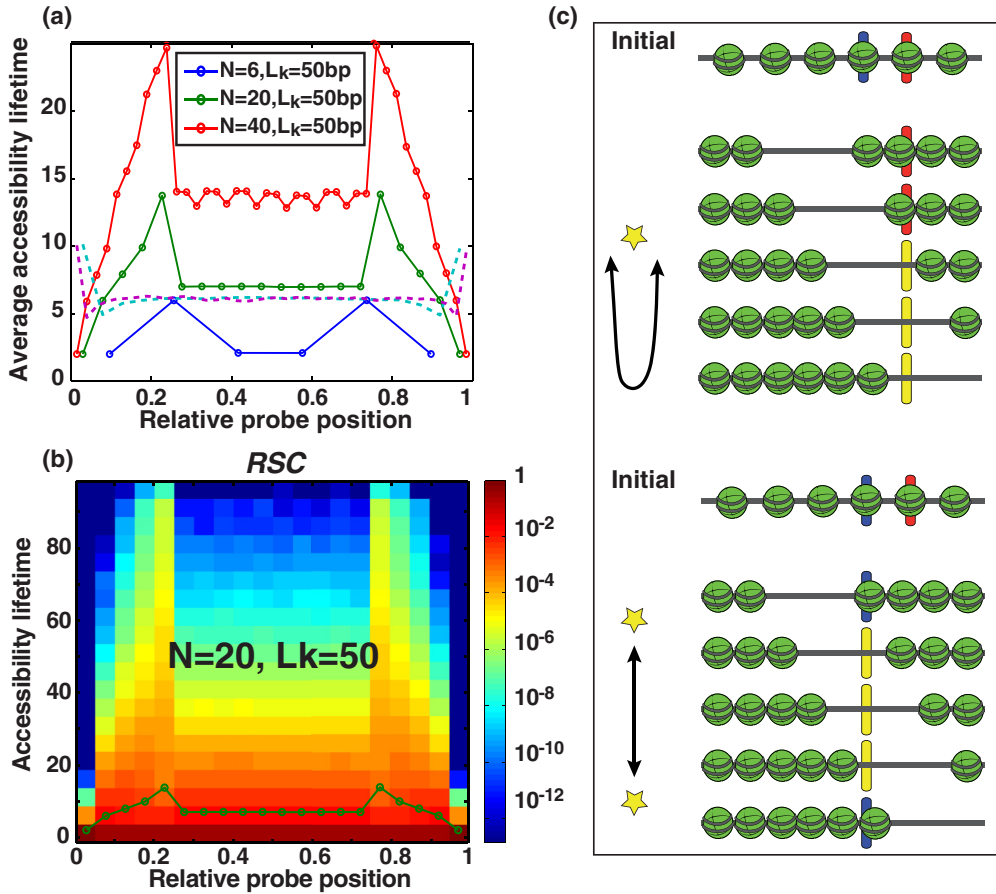 (a)
Average accessibility lifetime
20
15
10
5
0
N=6,Lk=50bp
N=20,Lk=50bp
N=40,Lk=50bp
0 0.2 0.4 0.6 0.8 1
Relative probe position
(b)
RSC
Accessibility lifetime
80
60
40
20
0
N=20, Lk=50
1
10-2
10-4
10-6
10-8
10-10
10-12
0 0.2 0.4 0.6 0.8 1
Relative probe position
(c)
Initial
Initial